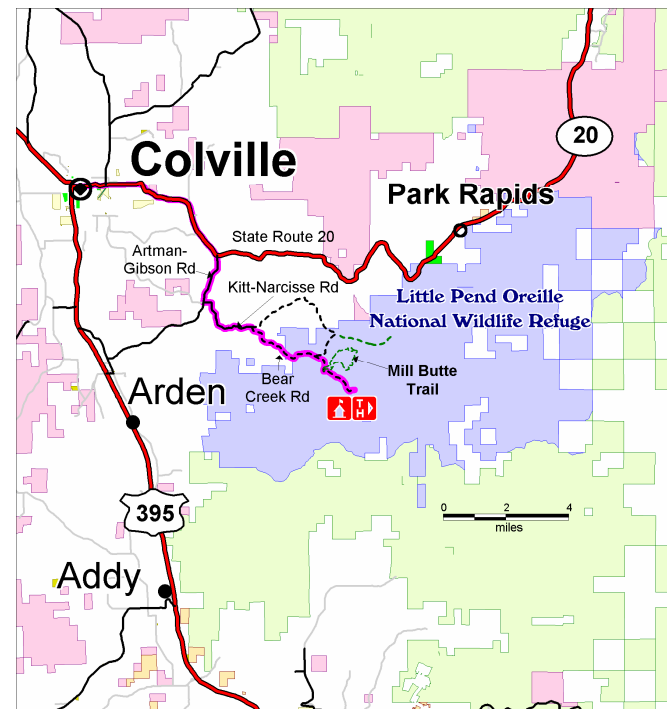 20
Colville
Park Rapids
State Route 20
Artman-
Gibson Rd
Kitt-Narcisse Rd
Little Pend Oreille
National Wildlife Refuge
Bear
Creek Rd
Mill Butte
Trail
Arden
T
H
0 2 4
miles
395
Addy